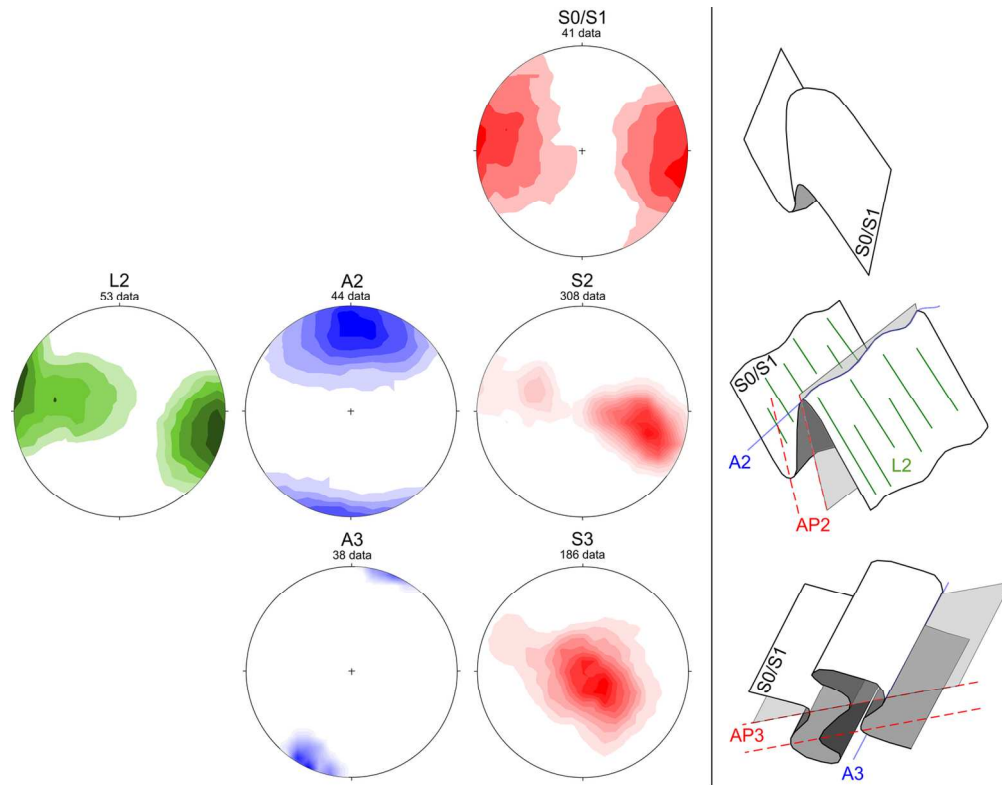 S0/S1
41 data
S0/S1
L2
53 data
A2
44 data
S2
308 data
S0/S1
A2
L2
AP2
A3
38 data
S3
186 data
S0/S1
AP3
A3